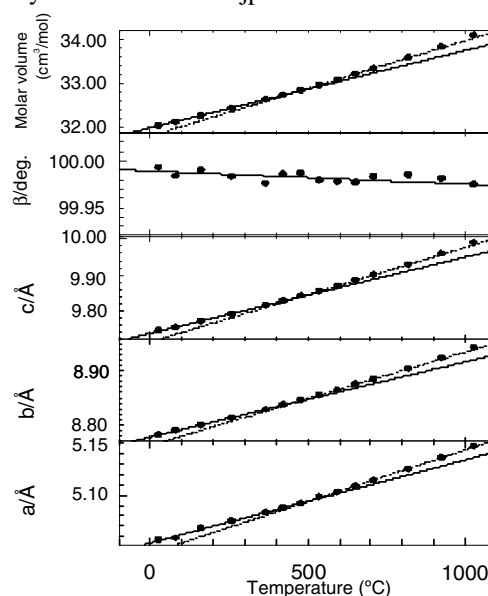 jp
34.00
Molar volume
(cm³/mol)
33.00
32.00
100.00
β/deg.
99.95
10.00
9.90
c/Å
9.80
8.90
b/Å
8.80
5.15
5.10
a/Å
0 500 1000
Temperature (ºC)